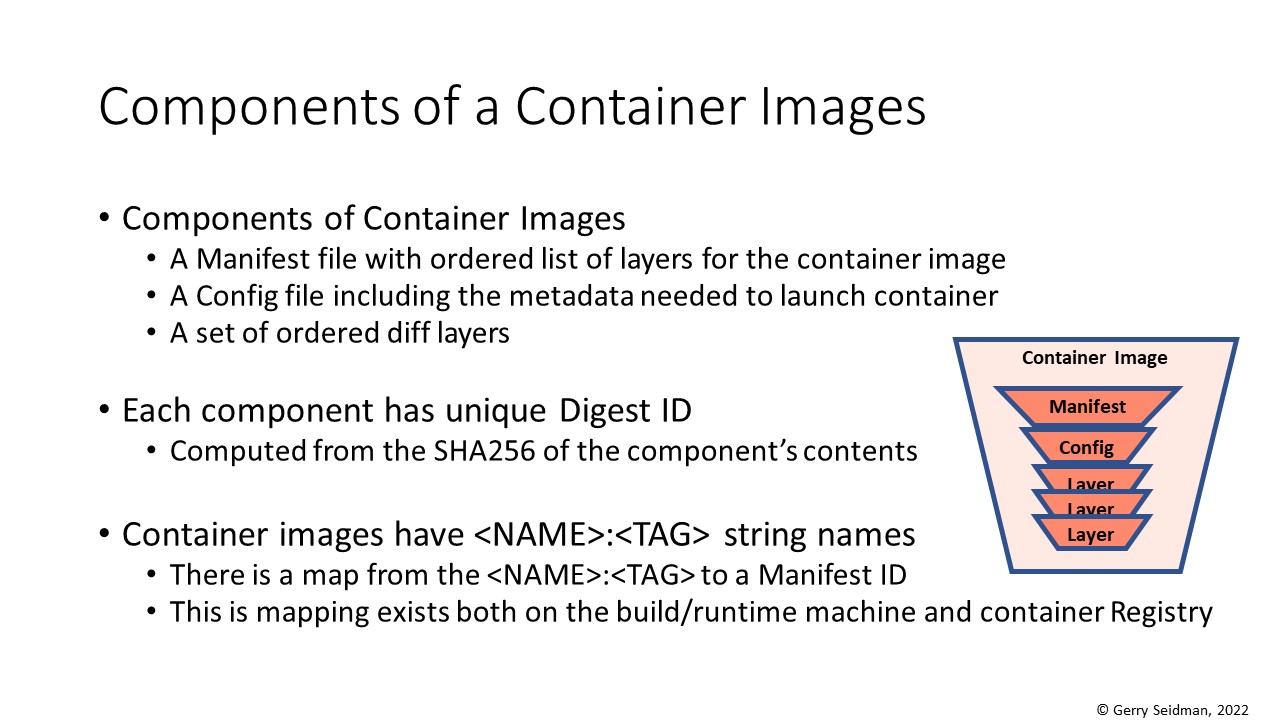 Components of a Container Images
• Components of Container Images
• A Manifest file with ordered list of layers for the container image
• A Config file including the metadata needed to launch container
• A set of ordered diff layers
• Each component has unique Digest ID
• Computed from the SHA256 of the component’s contents
• Container images have <NAME>:<TAG> string names
• There is a map from the <NAME>:<TAG> to a Manifest ID
• This is mapping exists both on the build/runtime machine and container Registry
Container Image
Manifest
Config
Layer
Layer
Layer
© Gerry Seidman, 2022